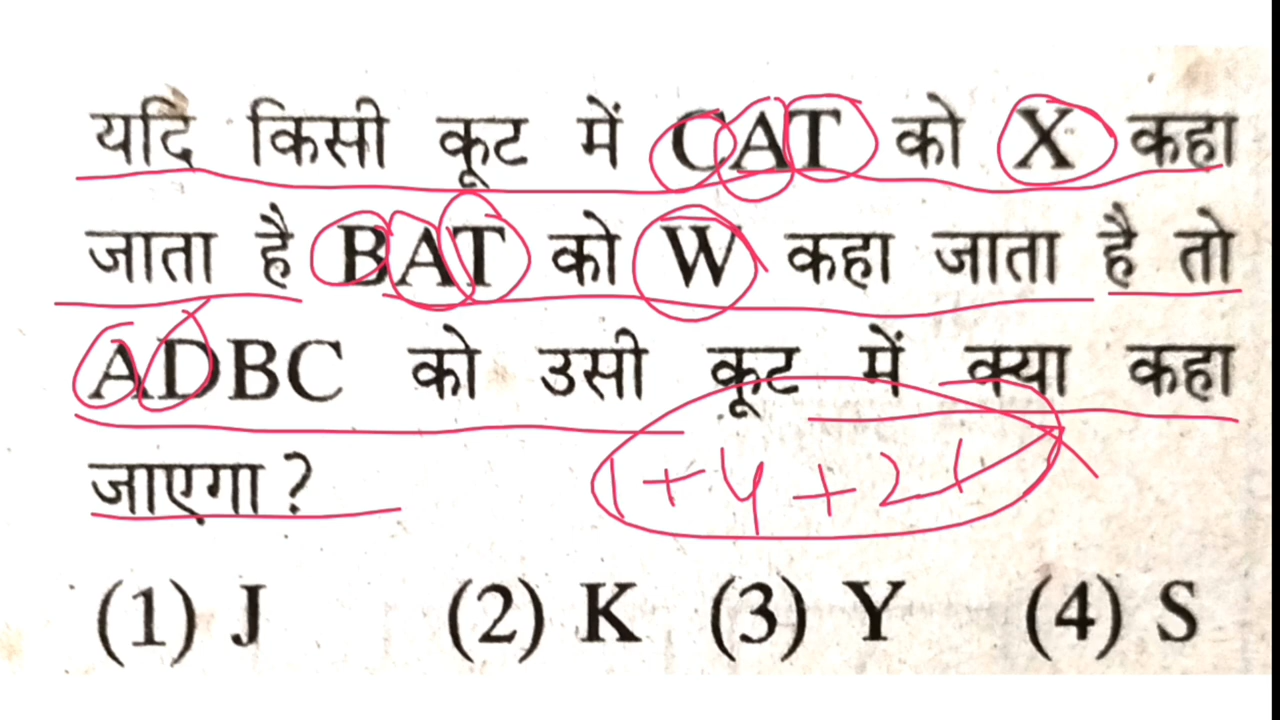 यदि किसी कूट में CAT को X कहा
जाता है BAT को W कहा जाता है तो
ADBC को उसी कूट में क्या कहा
जाएगा ?
1+4+21
(1) J (2) K (3) Y (4) S